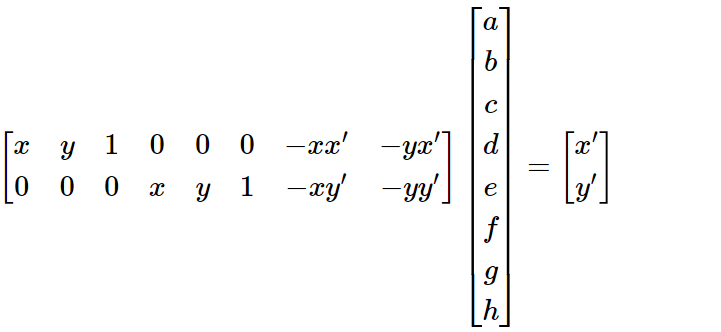 [x y 1 0 0 0 −xx′ −yx′
0 0 0 x y 1 −xy′ −yy′]
[a
b
c
d
e
f
g
h]
=
[x′
y′]